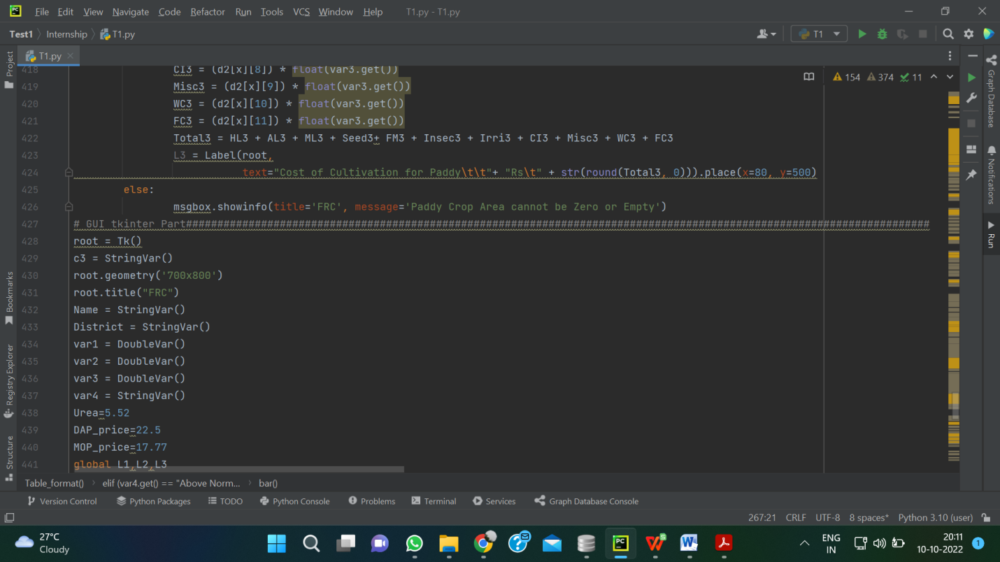 PC File Edit View Navigate Code Refactor Run Tools VCS Window Help T1.py - T1.py
Test1 Internship T1.py T1
Project T1.py
154 374 11
418 CI3 = (d2[x][8]) * float(var3.get())
419 Misc3 = (d2[x][9]) * float(var3.get())
420 WC3 = (d2[x][10]) * float(var3.get())
421 FC3 = (d2[x][11]) * float(var3.get())
422 Total3 = HL3 + AL3 + ML3 + Seed3+ FM3 + Insec3 + Irri3 + CI3 + Misc3 + WC3 + FC3
423 L3 = Label(root,
424 text="Cost of Cultivation for Paddy\t\t"+ "Rs\t" + str(round(Total3, 0))).place(x=80, y=500)
425 else:
426 msgbox.showinfo(title='FRC', message='Paddy Crop Area cannot be Zero or Empty')
427 # GUI tkinter Part#######################################################################################################################
428 root = Tk()
429 c3 = StringVar()
430 root.geometry('700x800')
431 root.title("FRC")
432 Name = StringVar()
433 District = StringVar()
434 var1 = DoubleVar()
435 var2 = DoubleVar()
436 var3 = DoubleVar()
437 var4 = StringVar()
438 Urea=5.52
439 DAP_price=22.5
440 MOP_price=17.77
441 global L1,L2,L3
Bookmarks
Registry Explorer
Structure
Graph Database
Notifications
Run
Table_format() elif (var4.get() == "Above Norm... bar()
Version Control Python Packages TODO Python Console Problems Terminal Services Graph Database Console
267:21 CRLF UTF-8 8 spaces* Python 3.10 (user)
27°C
Cloudy
PC
ENG
IN
20:11
10-10-2022
1